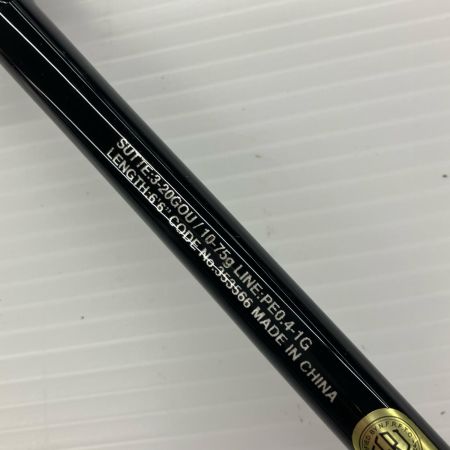 SUTTE:3-20GOU / 10-75g LINE:PE0.4-1G
LENGTH:6'6" CODE No.353566 MADE IN CHINA